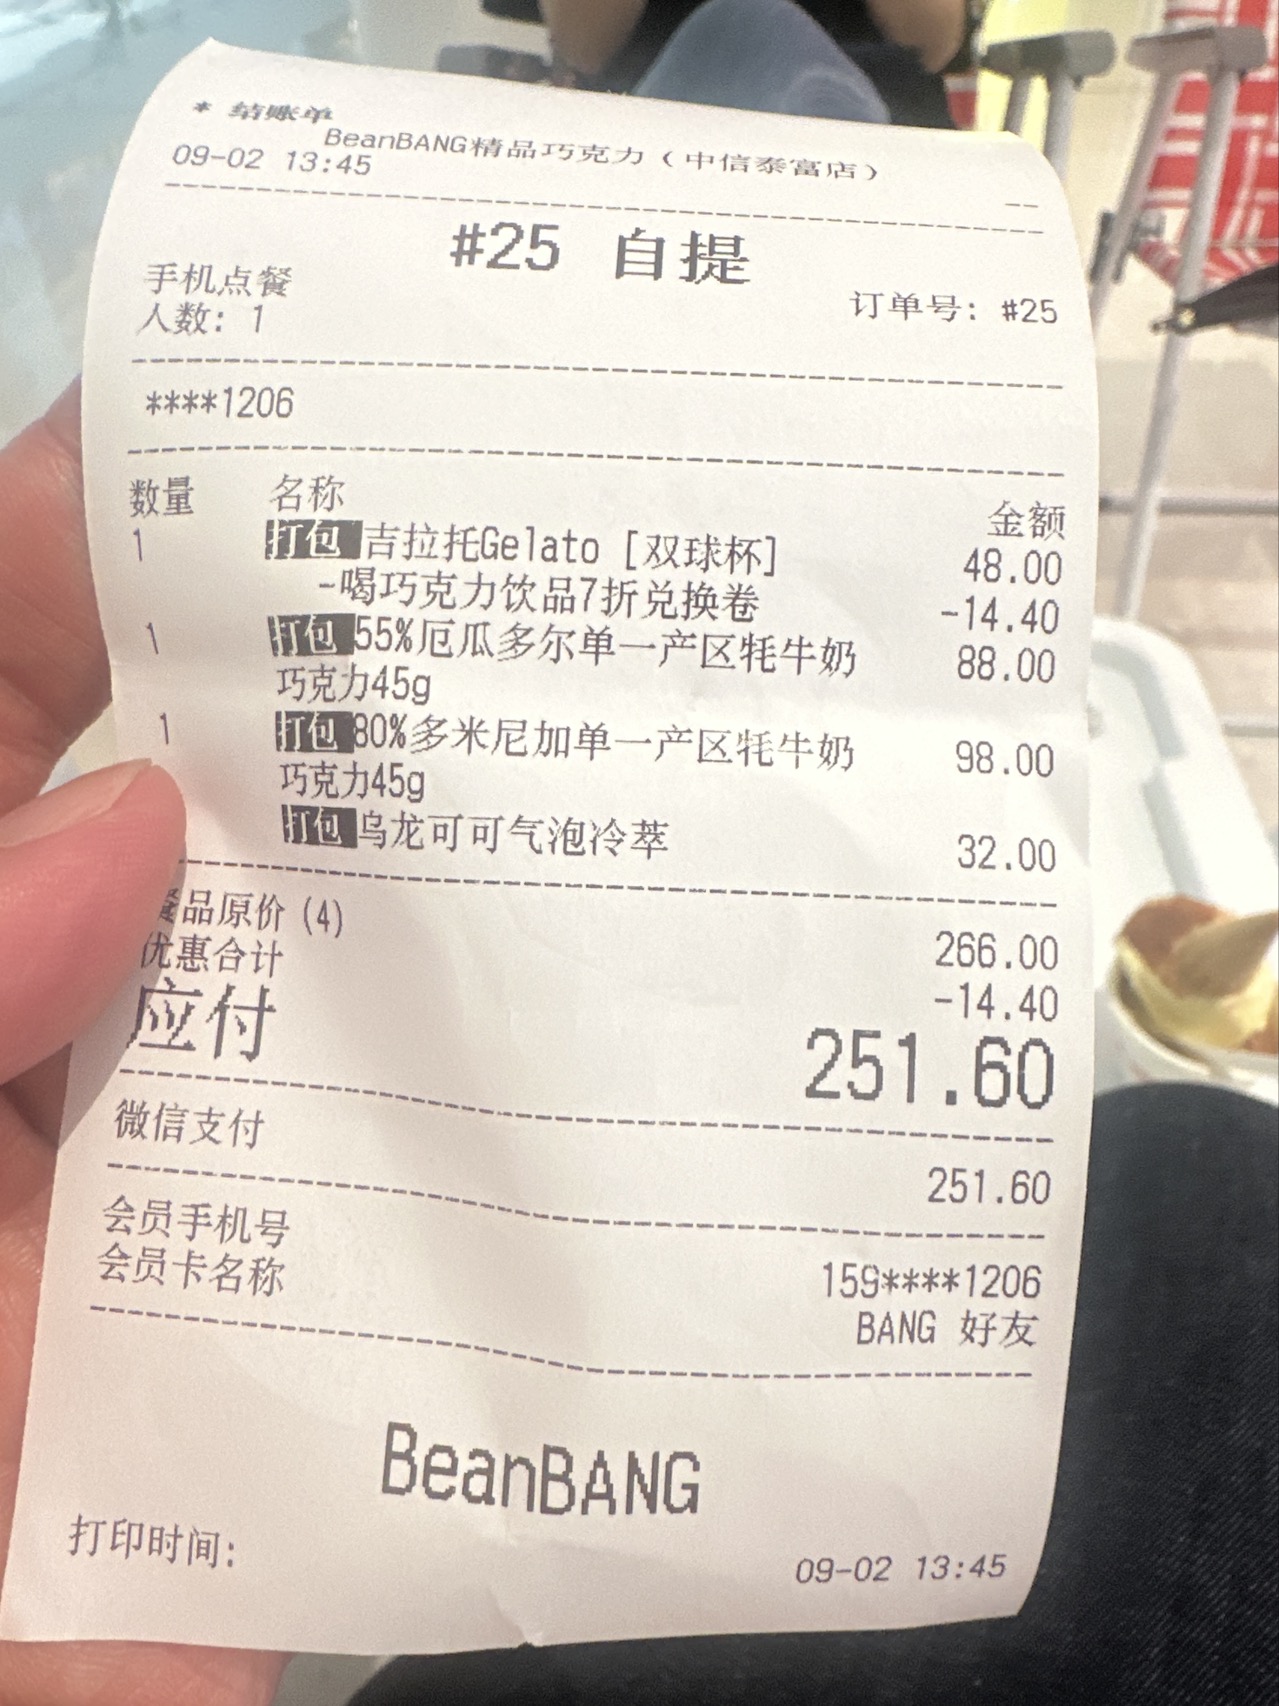 * 结账单
BeanBANG精品巧克力（中信泰富店）
09-02 13:45
#25 自提
手机点餐
订单号: #25
人数: 1
****1206
数量 名称 金额
1 打包 吉拉托Gelato [双球杯] 48.00
-喝巧克力饮品7折兑换卷 -14.40
1 打包 55%厄瓜多尔单一产区牦牛奶 88.00
巧克力45g
1 打包 80%多米尼加单一产区牦牛奶 98.00
巧克力45g
打包 乌龙可可气泡冷萃 32.00
品原价(4) 266.00
优惠合计 -14.40
应付 251.60
微信支付 251.60
会员手机号 159****1206
会员卡名称 BANG 好友
BeanBANG
打印时间: 09-02 13:45